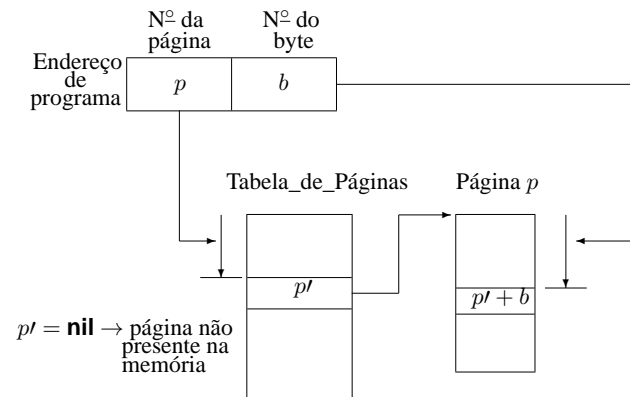 Nº da
página
Nº do
byte
Endereço
de
programa
p
b
Tabela_de_Páginas
Página p
p′
p′ + b
p′ = nil → página não
presente na
memória